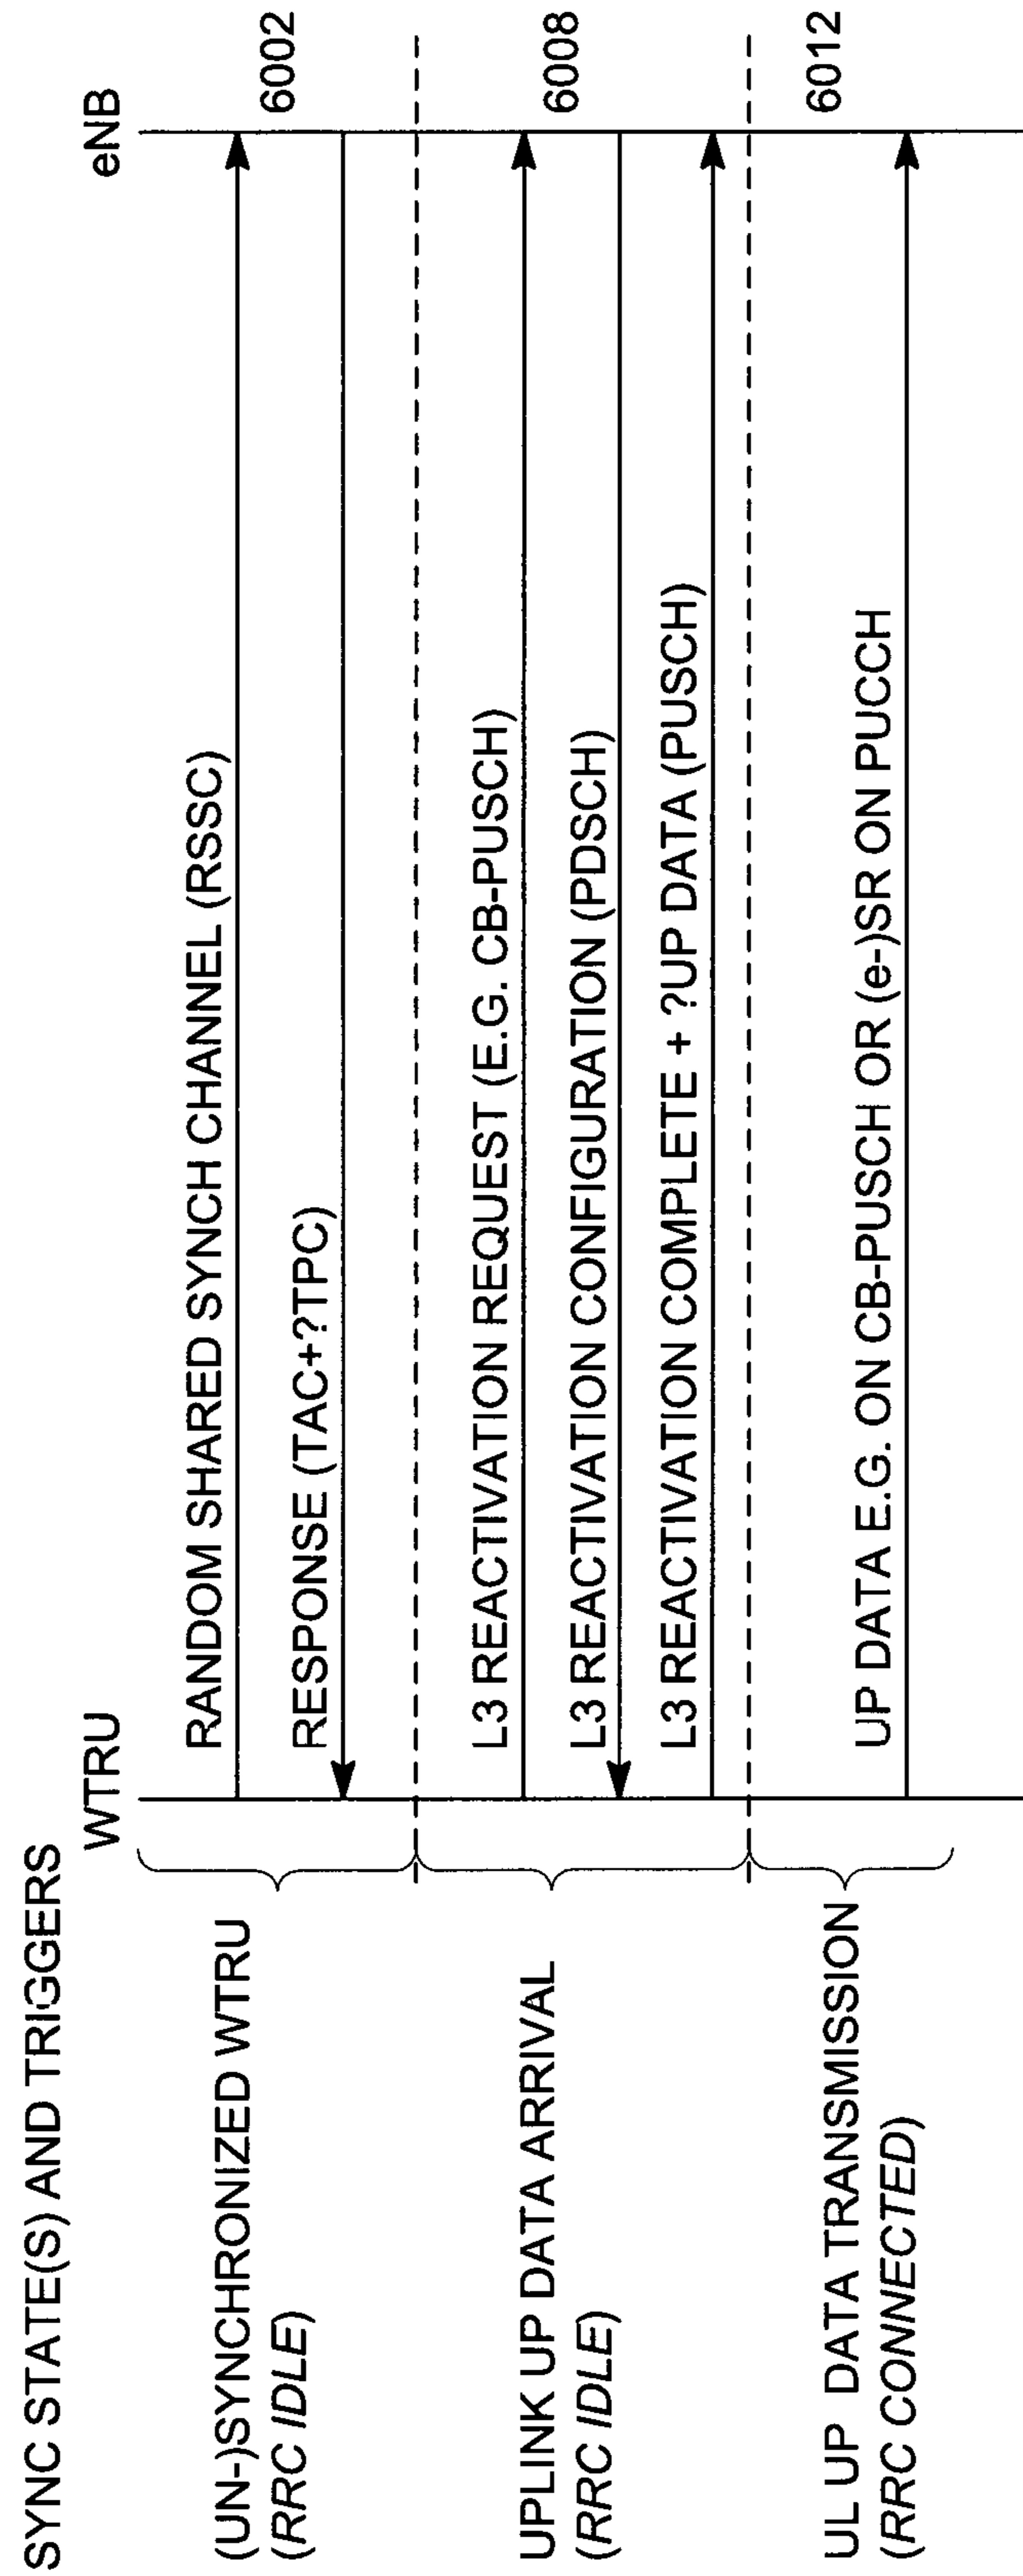 SYNC STATE(S) AND TRIGGERS
WTRU
eNB
(UN-)SYNCHRONIZED WTRU
(RRC IDLE)
RANDOM SHARED SYNCH CHANNEL (RSSC)
6002
RESPONSE (TAC+?TPC)
UPLINK UP DATA ARRIVAL
(RRC IDLE)
L3 REACTIVATION REQUEST (E.G. CB-PUSCH)
6008
L3 REACTIVATION CONFIGURATION (PDSCH)
L3 REACTIVATION COMPLETE + ?UP DATA (PUSCH)
UL UP DATA TRANSMISSION
(RRC CONNECTED)
6012
UP DATA E.G. ON CB-PUSCH OR (e-)SR ON PUCCH